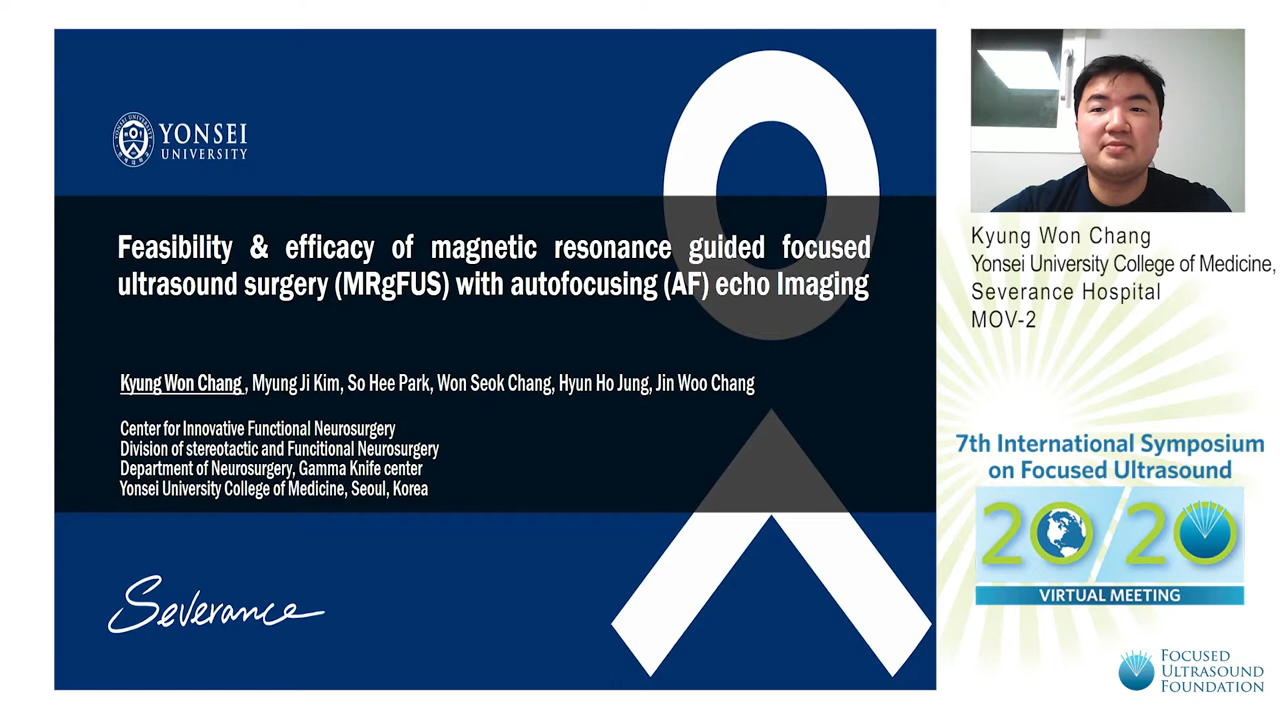 YONSEI
UNIVERSITY
Feasibility & efficacy of magnetic resonance guided focused
ultrasound surgery (MRgFUS) with autofocusing (AF) echo Imaging
Kyung Won Chang , Myung Ji Kim, So Hee Park, Won Seok Chang, Hyun Ho Jung, Jin Woo Chang
Center for Innovative Functional Neurosurgery
Division of stereotactic and Funcitional Neurosurgery
Department of Neurosurgery, Gamma Knife center
Yonsei University College of Medicine, Seoul, Korea
Severance
Kyung Won Chang
Yonsei University College of Medicine,
Severance Hospital
MOV-2
7th International Symposium
on Focused Ultrasound
20/20
VIRTUAL MEETING
FOCUSED
ULTRASOUND
FOUNDATION